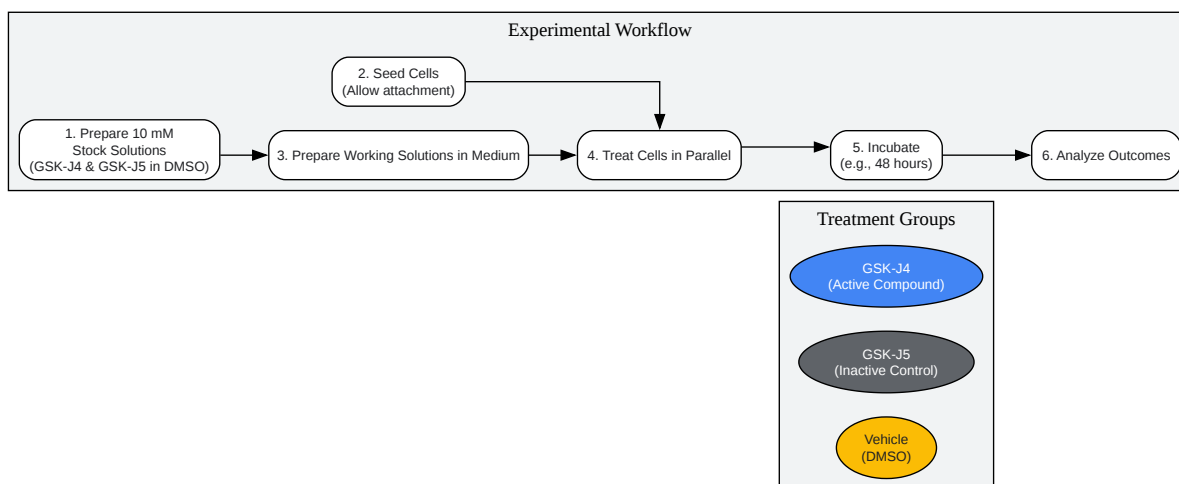 Experimental Workflow
2. Seed Cells
(Allow attachment)
1. Prepare 10 mM
Stock Solutions
(GSK-J4 & GSK-J5 in DMSO)
3. Prepare Working Solutions in Medium
4. Treat Cells in Parallel
5. Incubate
(e.g., 48 hours)
6. Analyze Outcomes
Treatment Groups
GSK-J4
(Active Compound)
GSK-J5
(Inactive Control)
Vehicle
(DMSO)